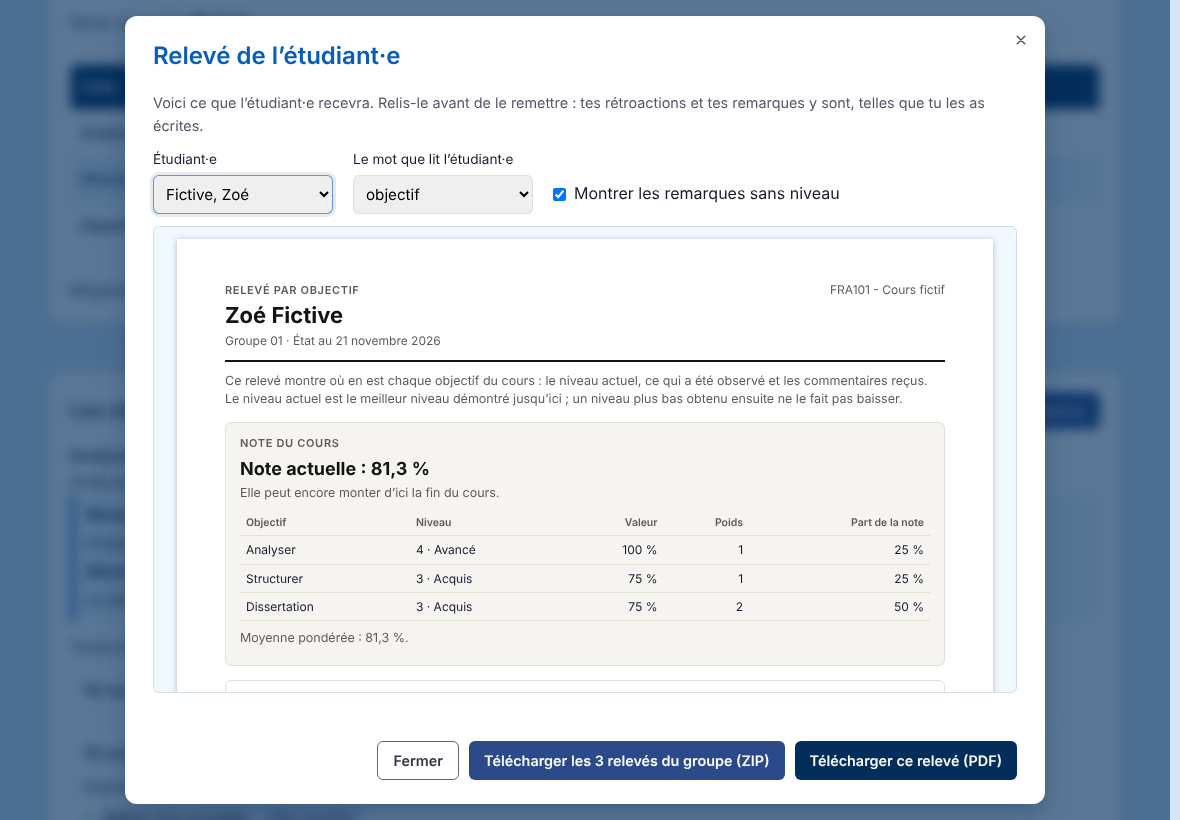 Relevé de l’étudiant·e
×
Voici ce que l’étudiant·e recevra. Relis-le avant de le remettre : tes rétroactions et tes remarques y sont, telles que tu les as
écrites.
Étudiant·e
Le mot que lit l’étudiant·e
Fictive, Zoé
objectif
Montrer les remarques sans niveau
RELEVÉ PAR OBJECTIF
FRA101 - Cours fictif
Zoé Fictive
Groupe 01 · État au 21 novembre 2026
Ce relevé montre où en est chaque objectif du cours : le niveau actuel, ce qui a été observé et les commentaires reçus.
Le niveau actuel est le meilleur niveau démontré jusqu’ici ; un niveau plus bas obtenu ensuite ne le fait pas baisser.
NOTE DU COURS
Note actuelle : 81,3 %
Elle peut encore monter d’ici la fin du cours.
Objectif Niveau Valeur Poids Part de la note
Analyser 4 · Avancé 100 % 1 25 %
Structurer 3 · Acquis 75 % 1 25 %
Dissertation 3 · Acquis 75 % 2 50 %
Moyenne pondérée : 81,3 %.
Fermer
Télécharger les 3 relevés du groupe (ZIP)
Télécharger ce relevé (PDF)